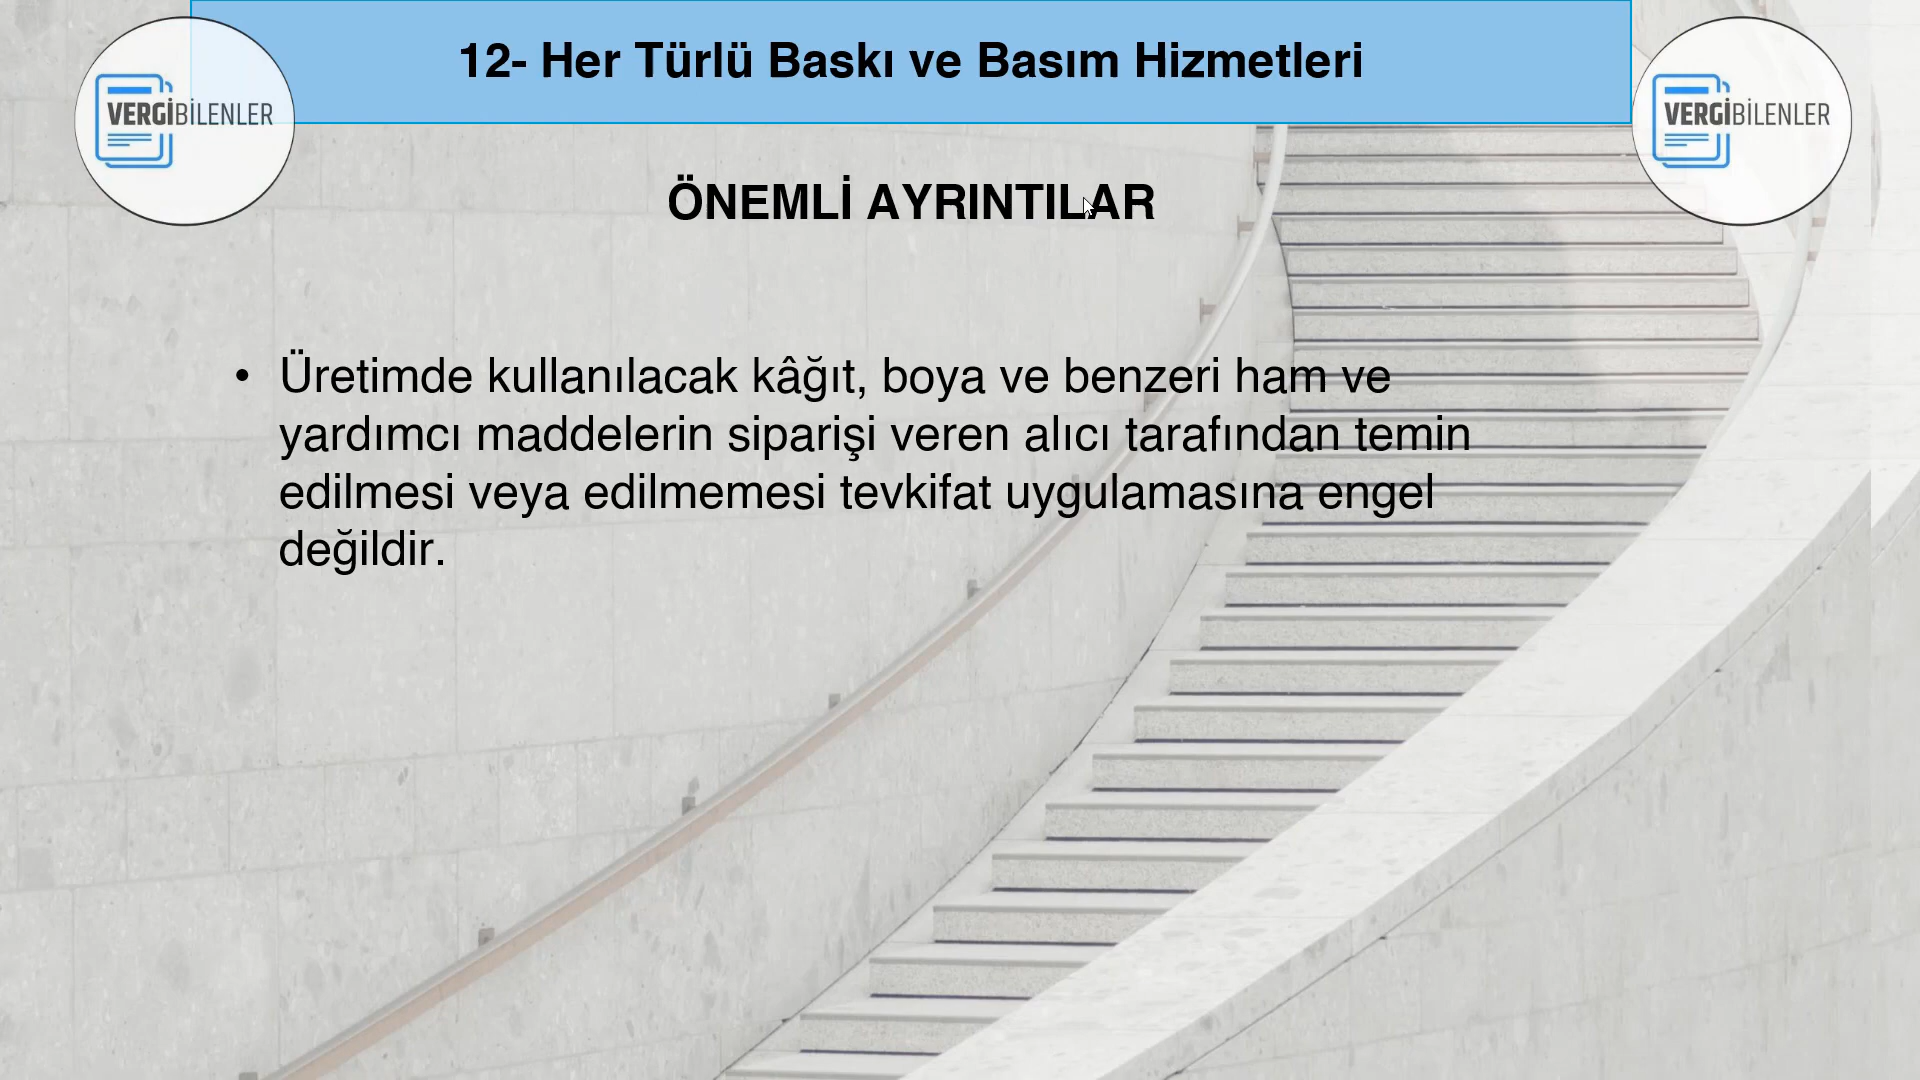 12- Her Türlü Baskı ve Basım Hizmetleri
VERGİBİLENLER
VERGİBİLENLER
ÖNEMLİ AYRINTILAR
• Üretimde kullanılacak kâğıt, boya ve benzeri ham ve
yardımcı maddelerin siparişi veren alıcı tarafından temin
edilmesi veya edilmemesi tevkifat uygulamasına engel
değildir.